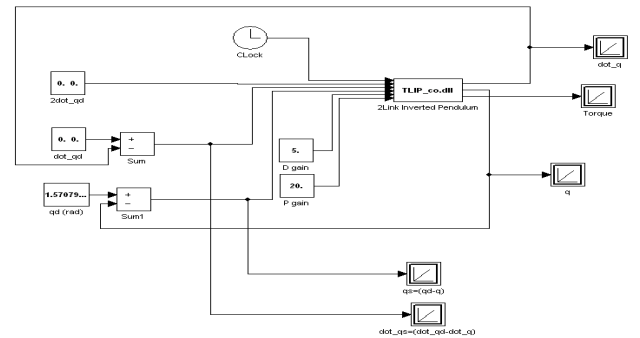 CLock
dot_q
0. 0.
2dot_qd
TLIP_co.dll
2Link Inverted Pendulum
Torque
0. 0.
dot_qd
+
−
Sum
5.
D gain
20.
P gain
q
1.57079...
qd (rad)
+
−
Sum1
qs=(qd-q)
dot_qs=(dot_qd-dot_q)